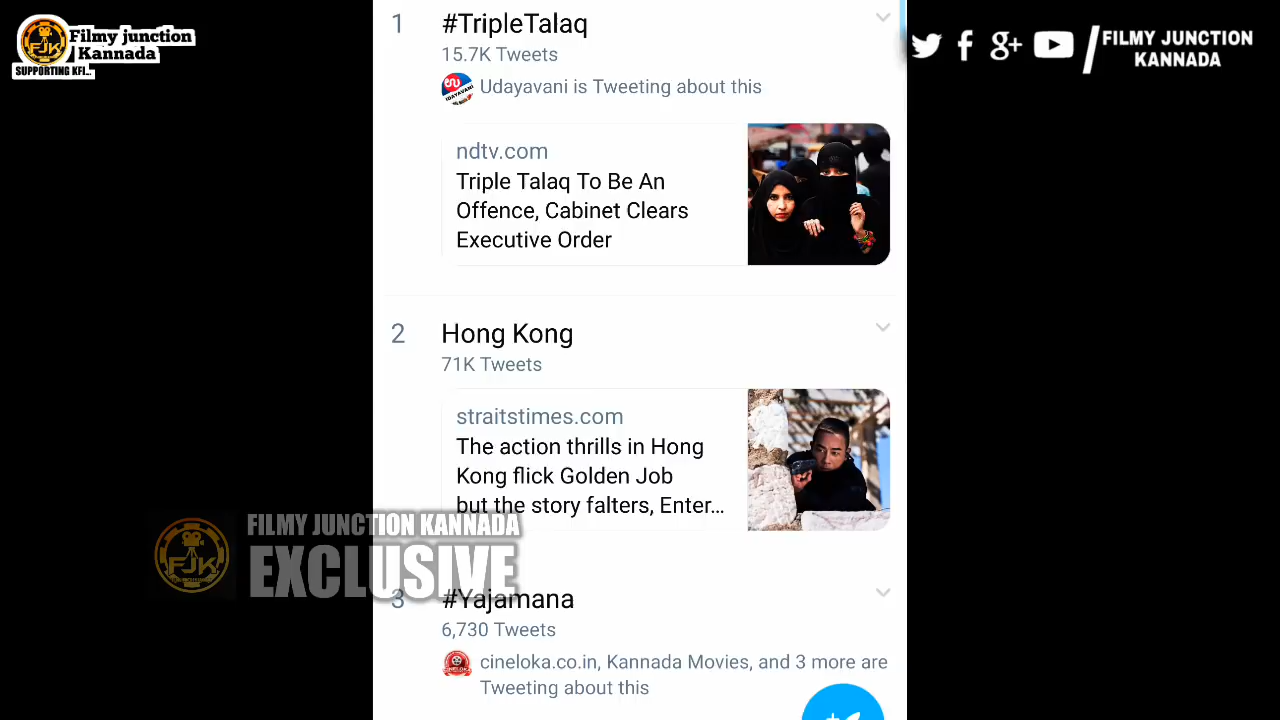 Filmy junction
Kannada
FJK
SUPPORTING KFI...
FILMY JUNCTION
KANNADA
1
#TripleTalaq
15.7K Tweets
Udayavani is Tweeting about this
ndtv.com
Triple Talaq To Be An
Offence, Cabinet Clears
Executive Order
2
Hong Kong
71K Tweets
straitstimes.com
The action thrills in Hong
Kong flick Golden Job
but the story falters, Enter...
FILMY JUNCTION KANNADA
EXCLUSIVE
FJK
3
#Yajamana
6,730 Tweets
cineloka.co.in, Kannada Movies, and 3 more are
Tweeting about this